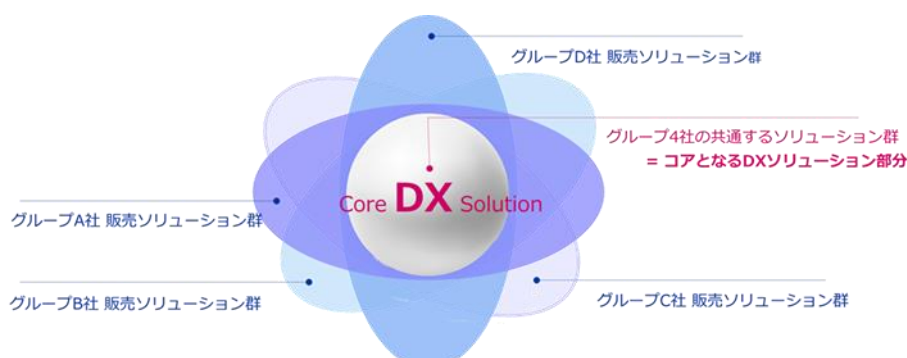 グループD社 販売ソリューション群
グループ4社の共通するソリューション群
= コアとなるDXソリューション部分
Core DX Solution
グループA社 販売ソリューション群
グループB社 販売ソリューション群
グループC社 販売ソリューション群